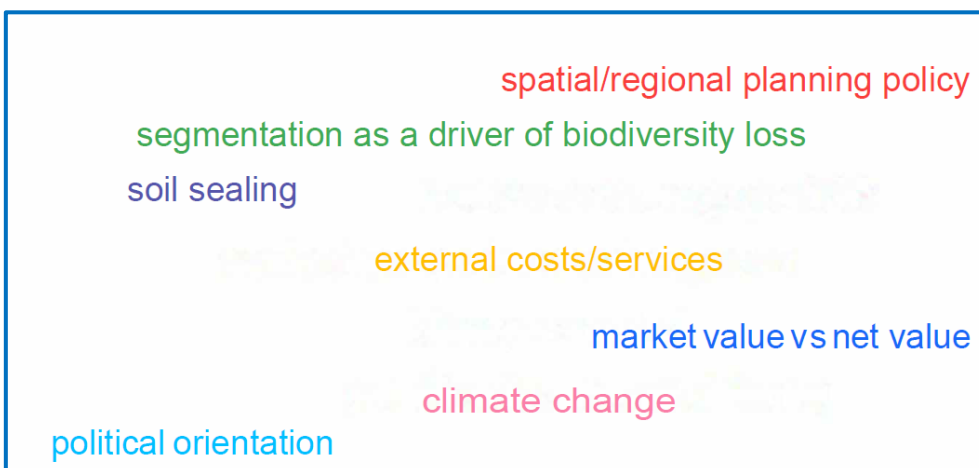 spatial/regional planning policy
segmentation as a driver of biodiversity loss
soil sealing
external costs/services
market value vs net value
climate change
political orientation